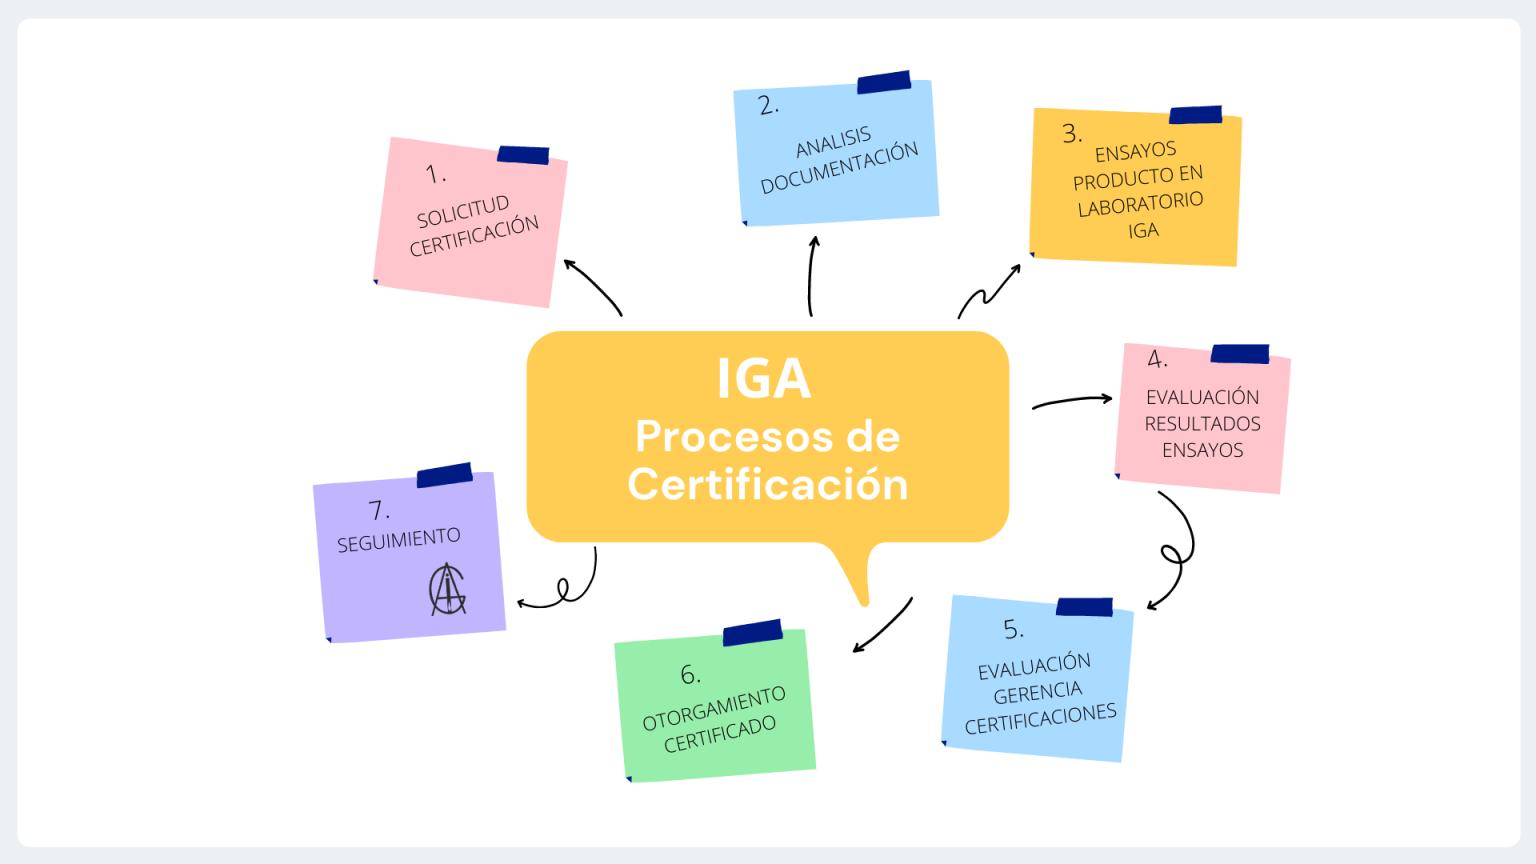 IGA
Procesos de
Certificación
1.
SOLICITUD
CERTIFICACIÓN
2.
ANALISIS
DOCUMENTACIÓN
3.
ENSAYOS
PRODUCTO EN
LABORATORIO
IGA
4.
EVALUACIÓN
RESULTADOS
ENSAYOS
5.
EVALUACIÓN
GERENCIA
CERTIFICACIONES
6.
OTORGAMIENTO
CERTIFICADO
7.
SEGUIMIENTO